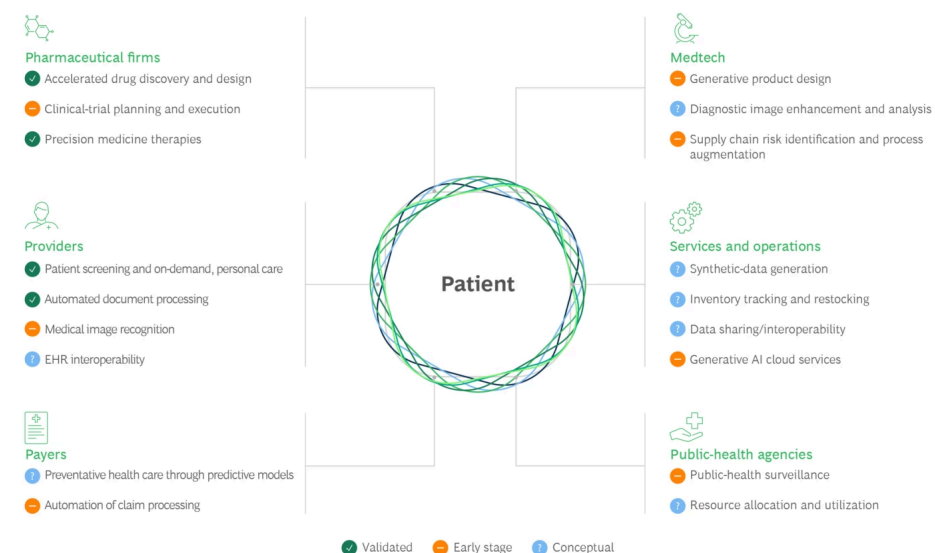 Pharmaceutical firms
Accelerated drug discovery and design
Clinical-trial planning and execution
Precision medicine therapies
Providers
Patient screening and on-demand, personal care
Automated document processing
Medical image recognition
EHR interoperability
Payers
Preventative health care through predictive models
Automation of claim processing
Patient
Medtech
Generative product design
? Diagnostic image enhancement and analysis
Supply chain risk identification and process
augmentation
Services and operations
? Synthetic-data generation
? Inventory tracking and restocking
? Data sharing/interoperability
Generative AI cloud services
Public-health agencies
Public-health surveillance
? Resource allocation and utilization
Validated Early stage ? Conceptual